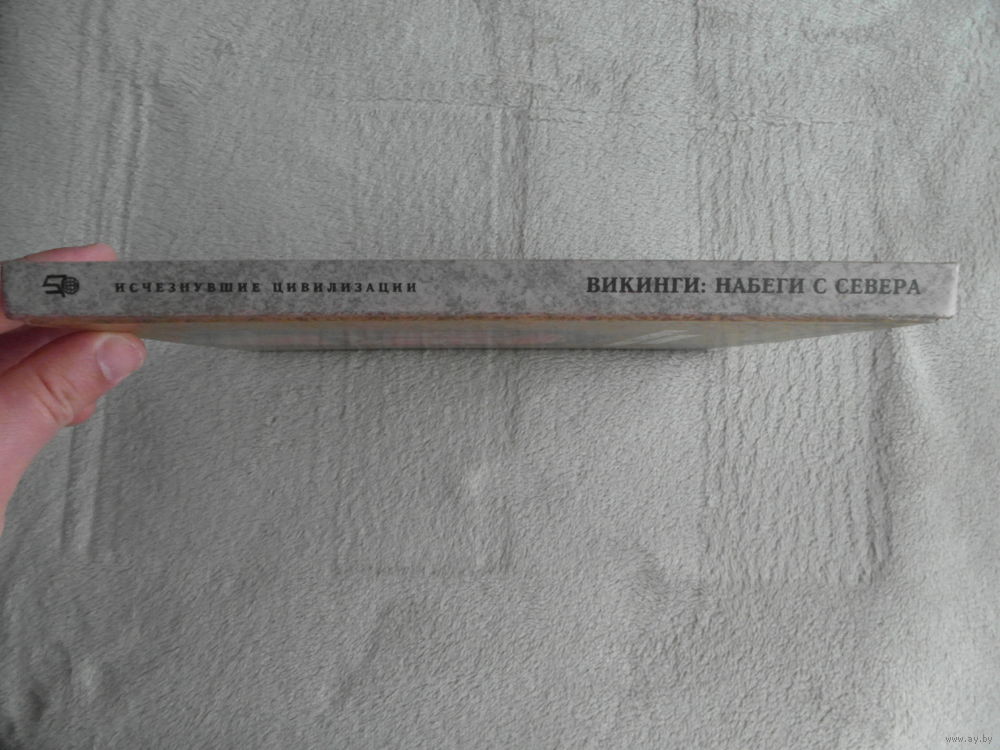 ИСЧЕЗНУВШИЕ ЦИВИЛИЗАЦИИ
ВИКИНГИ: НАБЕГИ С СЕВЕРА
www.ay.by